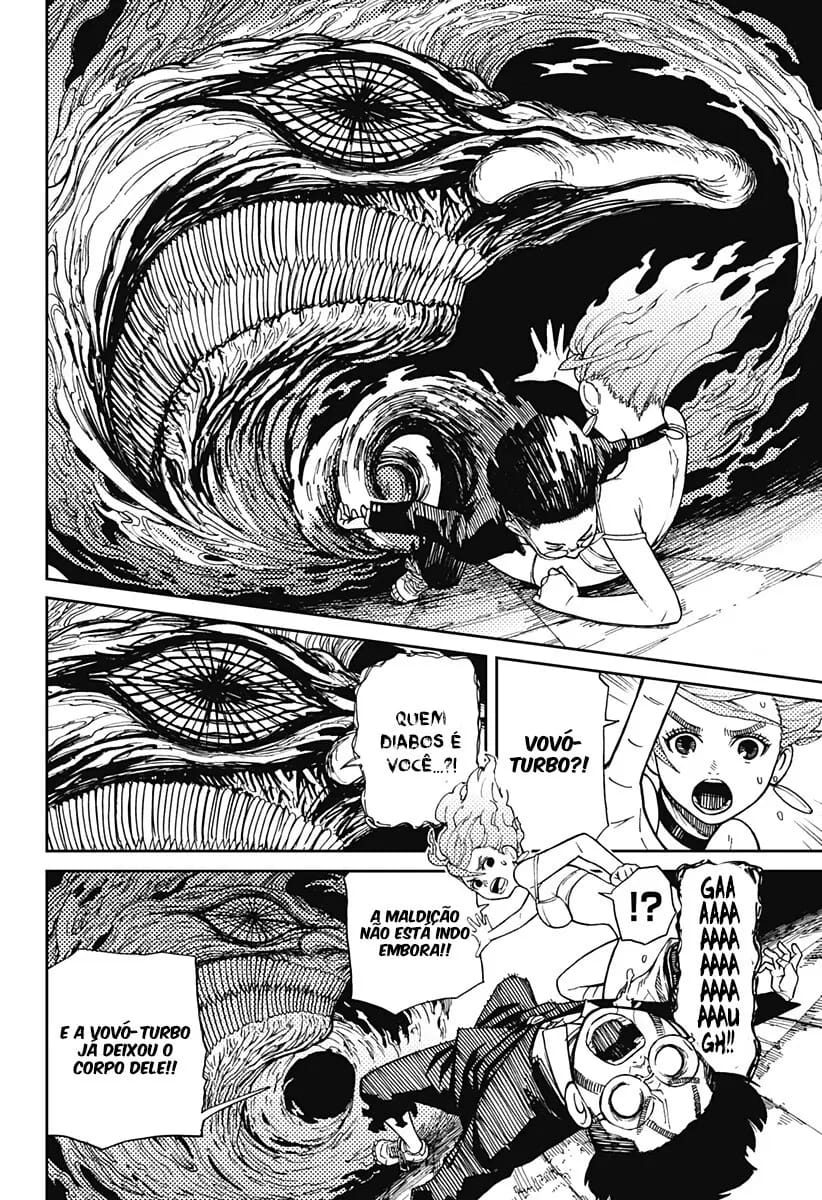 VOVÓ-
TURBO?!
QUEM
DIABOS É
VOCÊ...?!
GAA
AAAA
AAAA
AAAA
AAAA
AAAU
GH!!
!?
A MALDIÇÃO
NÃO ESTÁ INDO
EMBORA!!
E A VOVÓ-TURBO
JÁ DEIXOU O
CORPO DELE!!